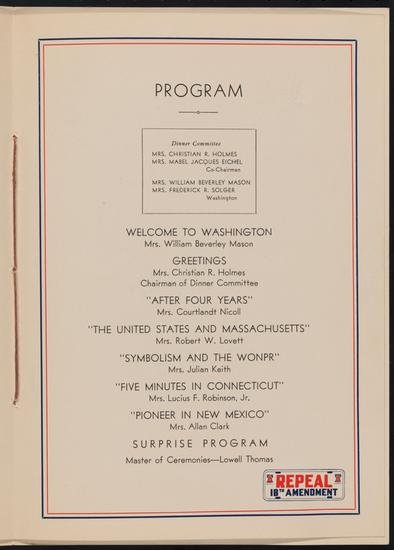 PROGRAM
Dinner Committee
MRS. CHRISTIAN R. HOLMES
MRS. MABEL JACQUES EICHEL
Co-Chairman
MRS. WILLIAM BEVERLEY MASON
MRS. FREDERICK R. SOLGER
Washington
WELCOME TO WASHINGTON
Mrs. William Beverley Mason
GREETINGS
Mrs. Christian R. Holmes
Chairman of Dinner Committee
"AFTER FOUR YEARS"
Mrs. Courtlandt Nicoll
"THE UNITED STATES AND MASSACHUSETTS"
Mrs. Robert W. Lovett
"SYMBOLISM AND THE WONPR"
Mrs. Julian Keith
"FIVE MINUTES IN CONNECTICUT"
Mrs. Lucius F. Robinson, Jr.
"PIONEER IN NEW MEXICO"
Mrs. Allan Clark
SURPRISE PROGRAM
Master of Ceremonies—Lowell Thomas
REPEAL
18TH AMENDMENT